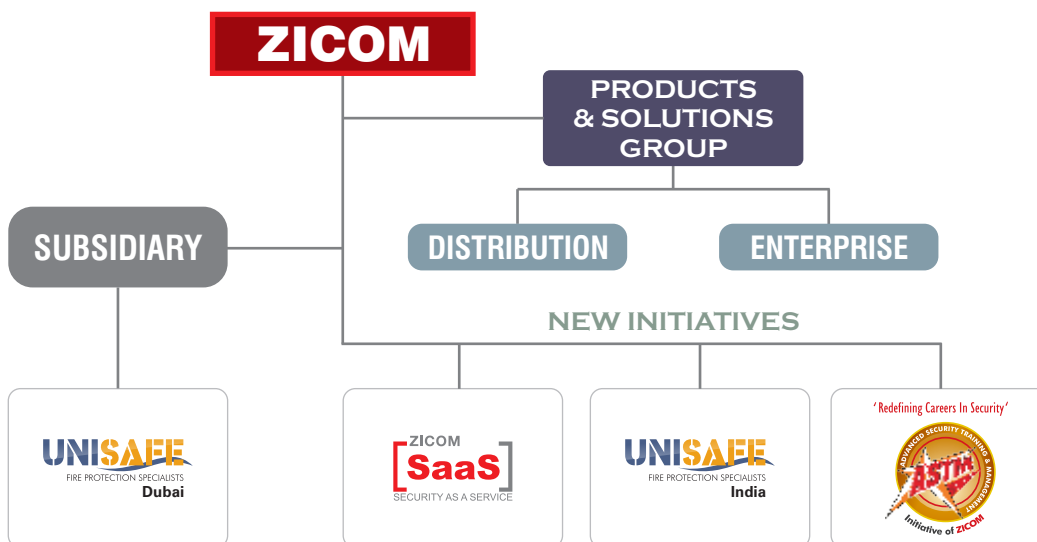 ZICOM
PRODUCTS
& SOLUTIONS
GROUP
SUBSIDIARY
DISTRIBUTION
ENTERPRISE
NEW INITIATIVES
UNISAFE
FIRE PROTECTION SPECIALISTS
Dubai
ZICOM
SaaS
SECURITY AS A SERVICE
UNISAFE
FIRE PROTECTION SPECIALISTS
India
'Redefining Careers In Security'
ADVANCED SECURITY TRAINING & MANAGEMENT
ASTM
Initiative of ZICOM